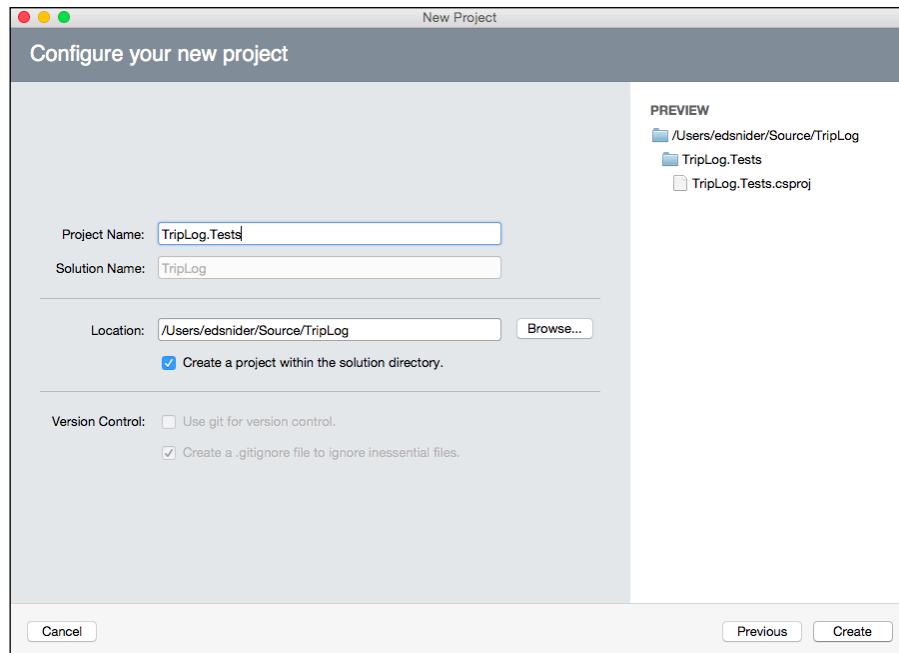 New Project
Configure your new project
Project Name: TripLog.Tests
Solution Name: TripLog
Location: /Users/edsnider/Source/TripLog Browse...
Create a project within the solution directory.
Version Control: Use git for version control.
Create a .gitignore file to ignore inessential files.
PREVIEW
/Users/edsnider/Source/TripLog
TripLog.Tests
TripLog.Tests.csproj
Cancel Previous Create